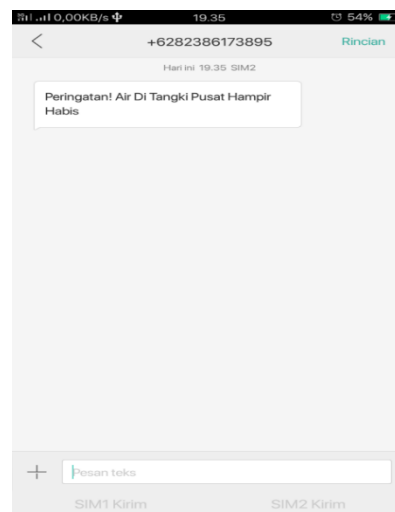 0,00KB/s 19.35 54%
+6282386173895 Rincian
Hari ini 19.35 SIM2
Peringatan! Air Di Tangki Pusat Hampir
Habis
Pesan teks
SIM1 Kirim SIM2 Kirim